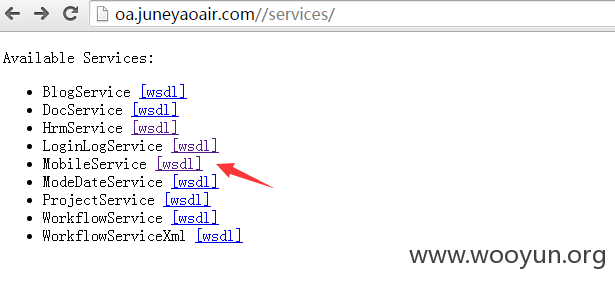 oa.juneyaoair.com//services/
Available Services:
BlogService [wsdl]
DocService [wsdl]
HrmService [wsdl]
LoginLogService [wsdl]
MobileService [wsdl]
ModeDateService [wsdl]
ProjectService [wsdl]
WorkflowService [wsdl]
WorkflowServiceXml [wsdl]
www.wooyun.org